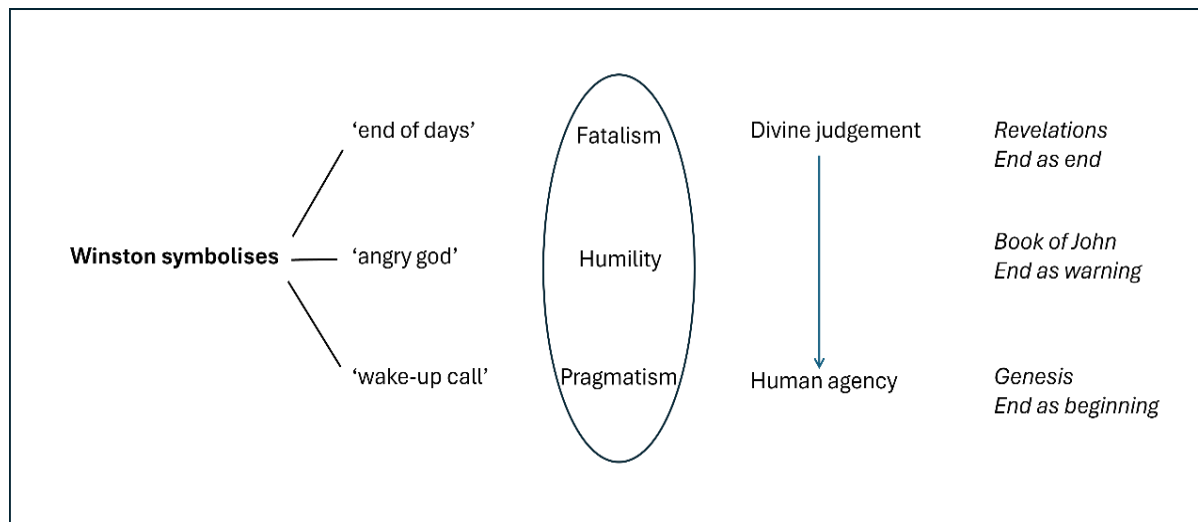 ‘end of days’ Fatalism Divine judgement Revelations
End as end
Winston symbolises ‘angry god’ Humility Book of John
End as warning
‘wake-up call’ Pragmatism Human agency Genesis
End as beginning